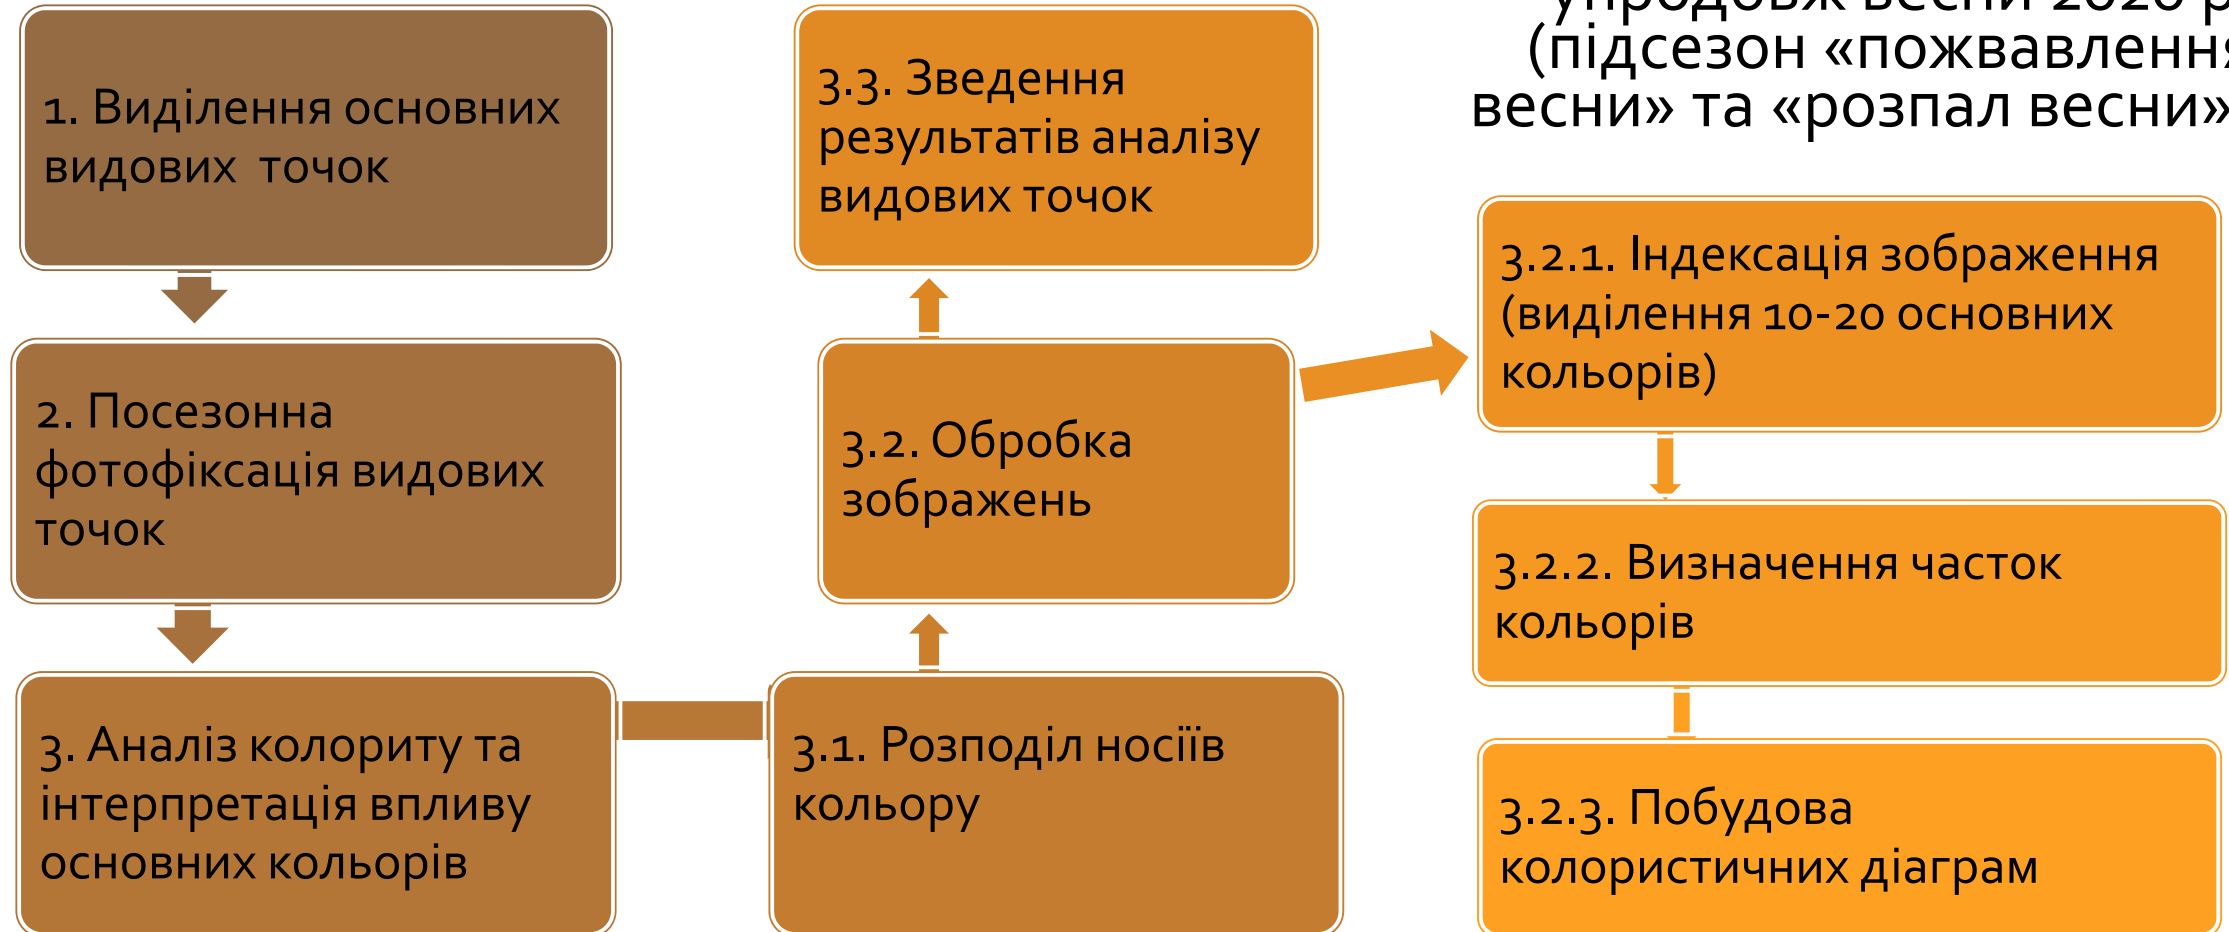 1. Виділення основних
видових точок
2. Посезонна
фотофіксація видових
точок
3. Аналіз колориту та
інтерпретація впливу
основних кольорів
3.3. Зведення
результатів аналізу
видових точок
3.2. Обробка
зображень
3.1. Розподіл носіїв
кольору
упродовж весни 2020 р
(підсезон «пожвавлення
весни» та «розпал весни»
3.2.1. Індексація зображення
(виділення 10-20 основних
кольорів)
3.2.2. Визначення часток
кольорів
3.2.3. Побудова
колористичних діаграм